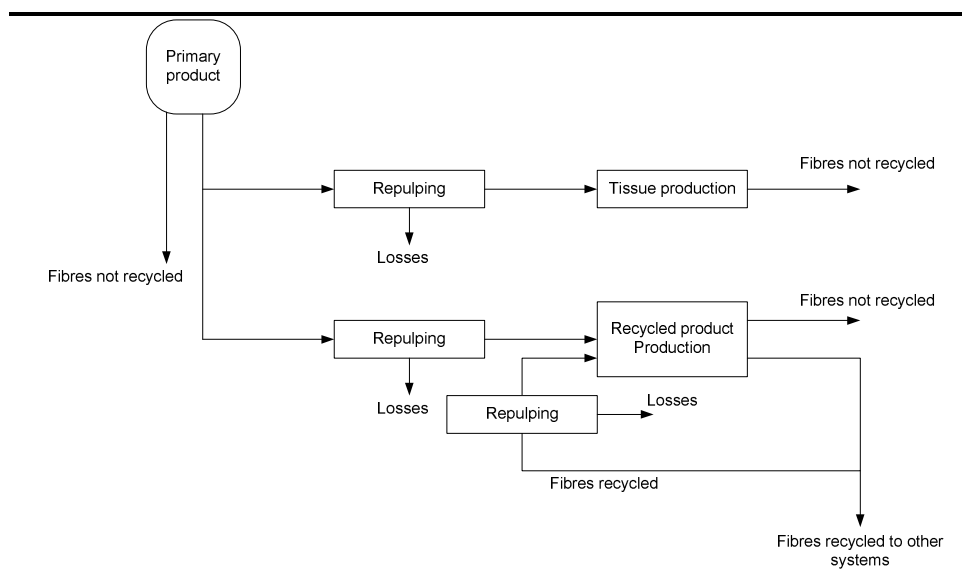 Primary
product
Fibres not recycled
Repulping
Tissue production
Losses
Fibres not recycled
Fibres not recycled
Repulping
Recycled product
Production
Losses
Repulping
Losses
Fibres recycled
Fibres recycled to other
systems